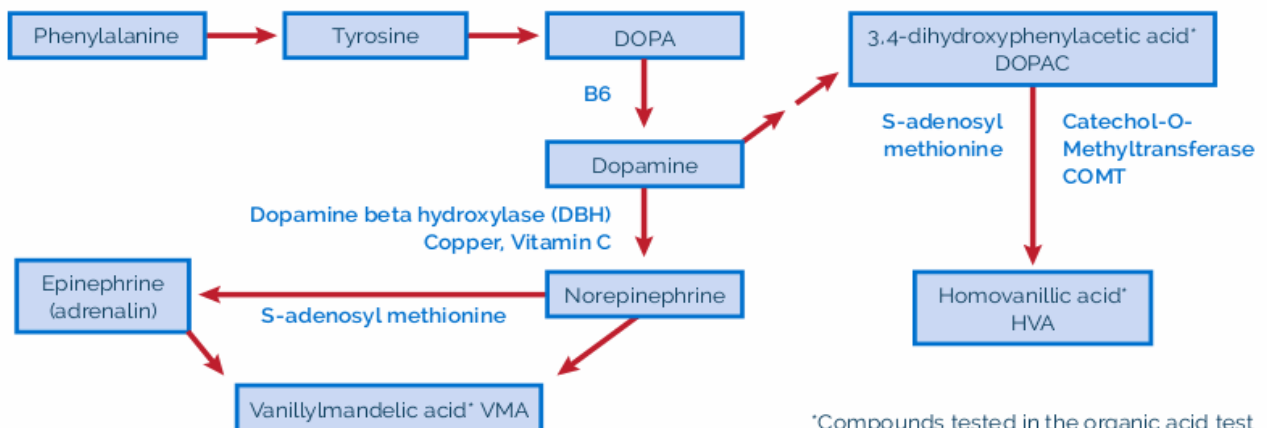 Phenylalanine
Tyrosine
DOPA
3,4-dihydroxyphenylacetic acid*
DOPAC
B6
S-adenosyl
methionine
Catechol-O-
Methyltransferase
COMT
Dopamine
Dopamine beta hydroxylase (DBH)
Copper, Vitamin C
Epinephrine
(adrenalin)
S-adenosyl methionine
Norepinephrine
Homovanillic acid*
HVA
Vanillylmandelic acid* VMA
*Compounds tested in the organic acid test